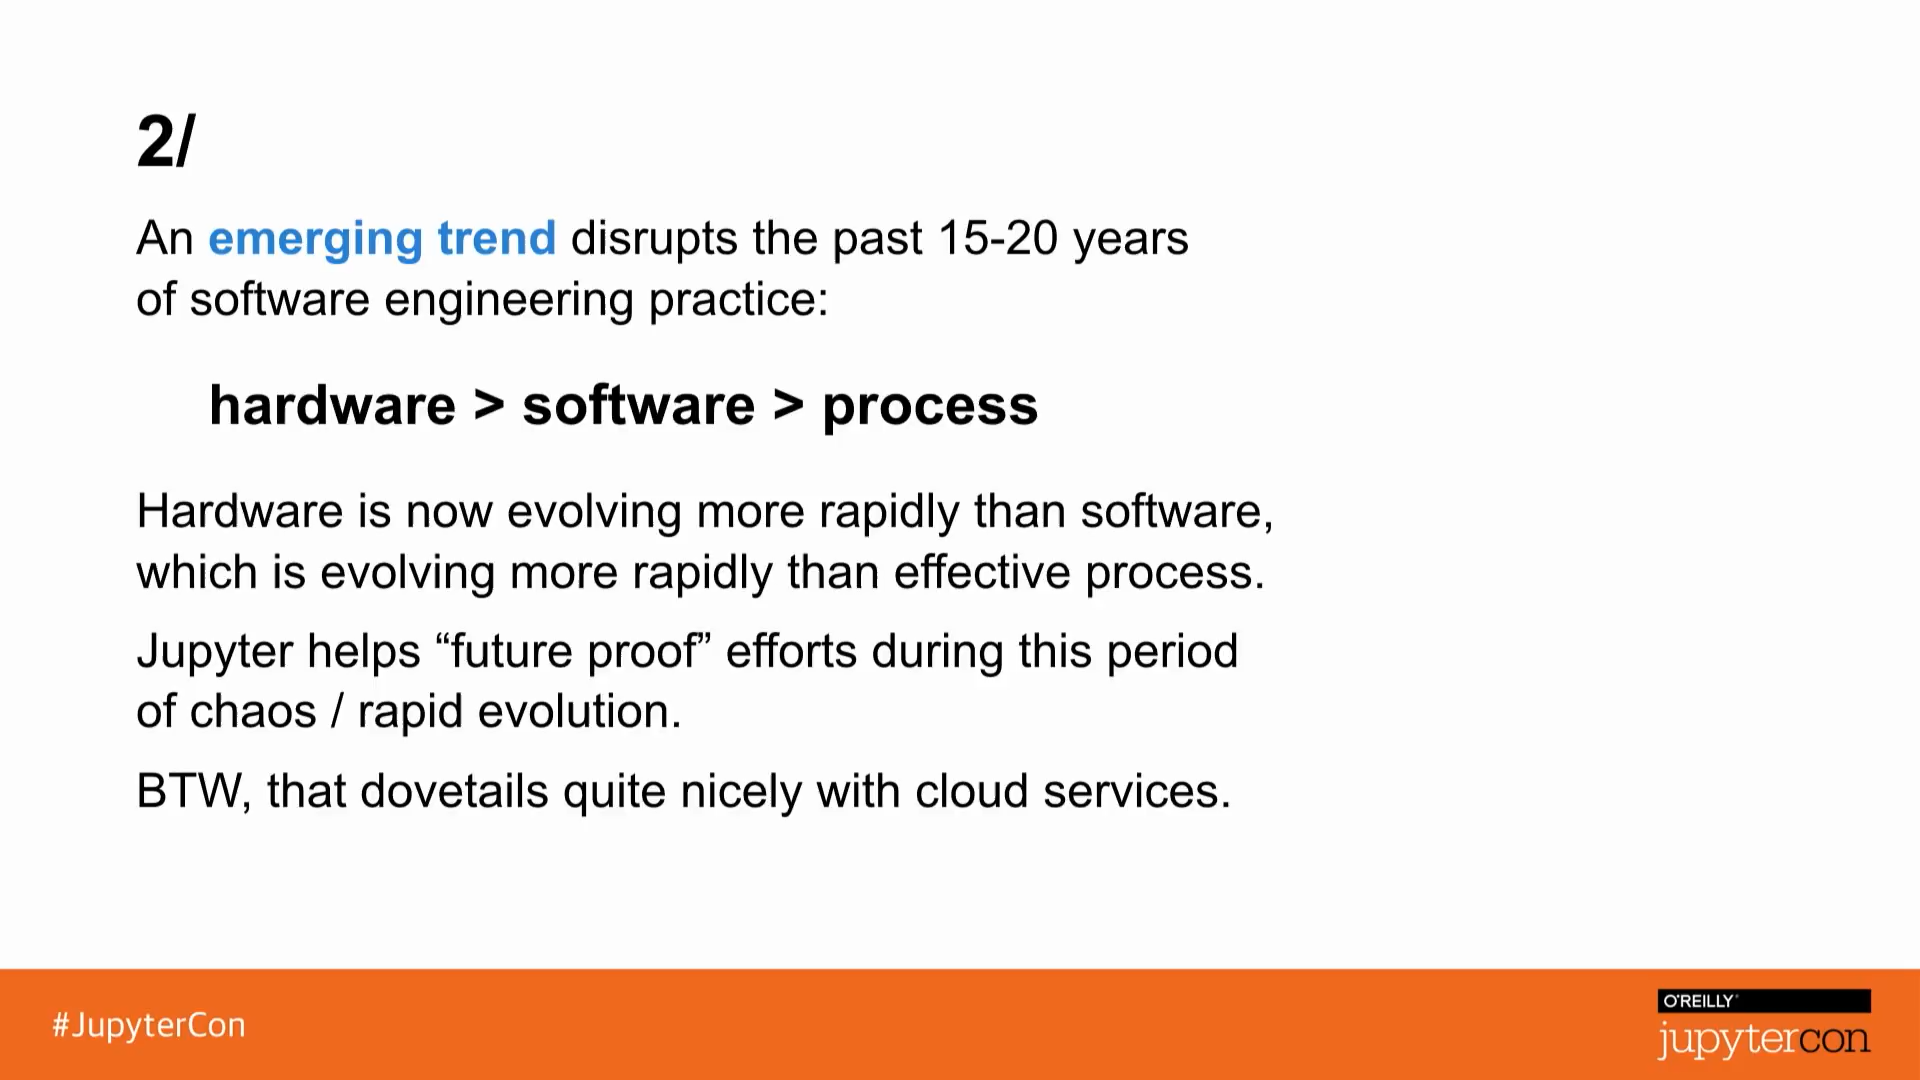 2/
An emerging trend disrupts the past 15-20 years
of software engineering practice:
hardware > software > process
Hardware is now evolving more rapidly than software,
which is evolving more rapidly than effective process.
Jupyter helps “future proof” efforts during this period
of chaos / rapid evolution.
BTW, that dovetails quite nicely with cloud services.
#JupyterCon
O'REILLY®
jupytercon